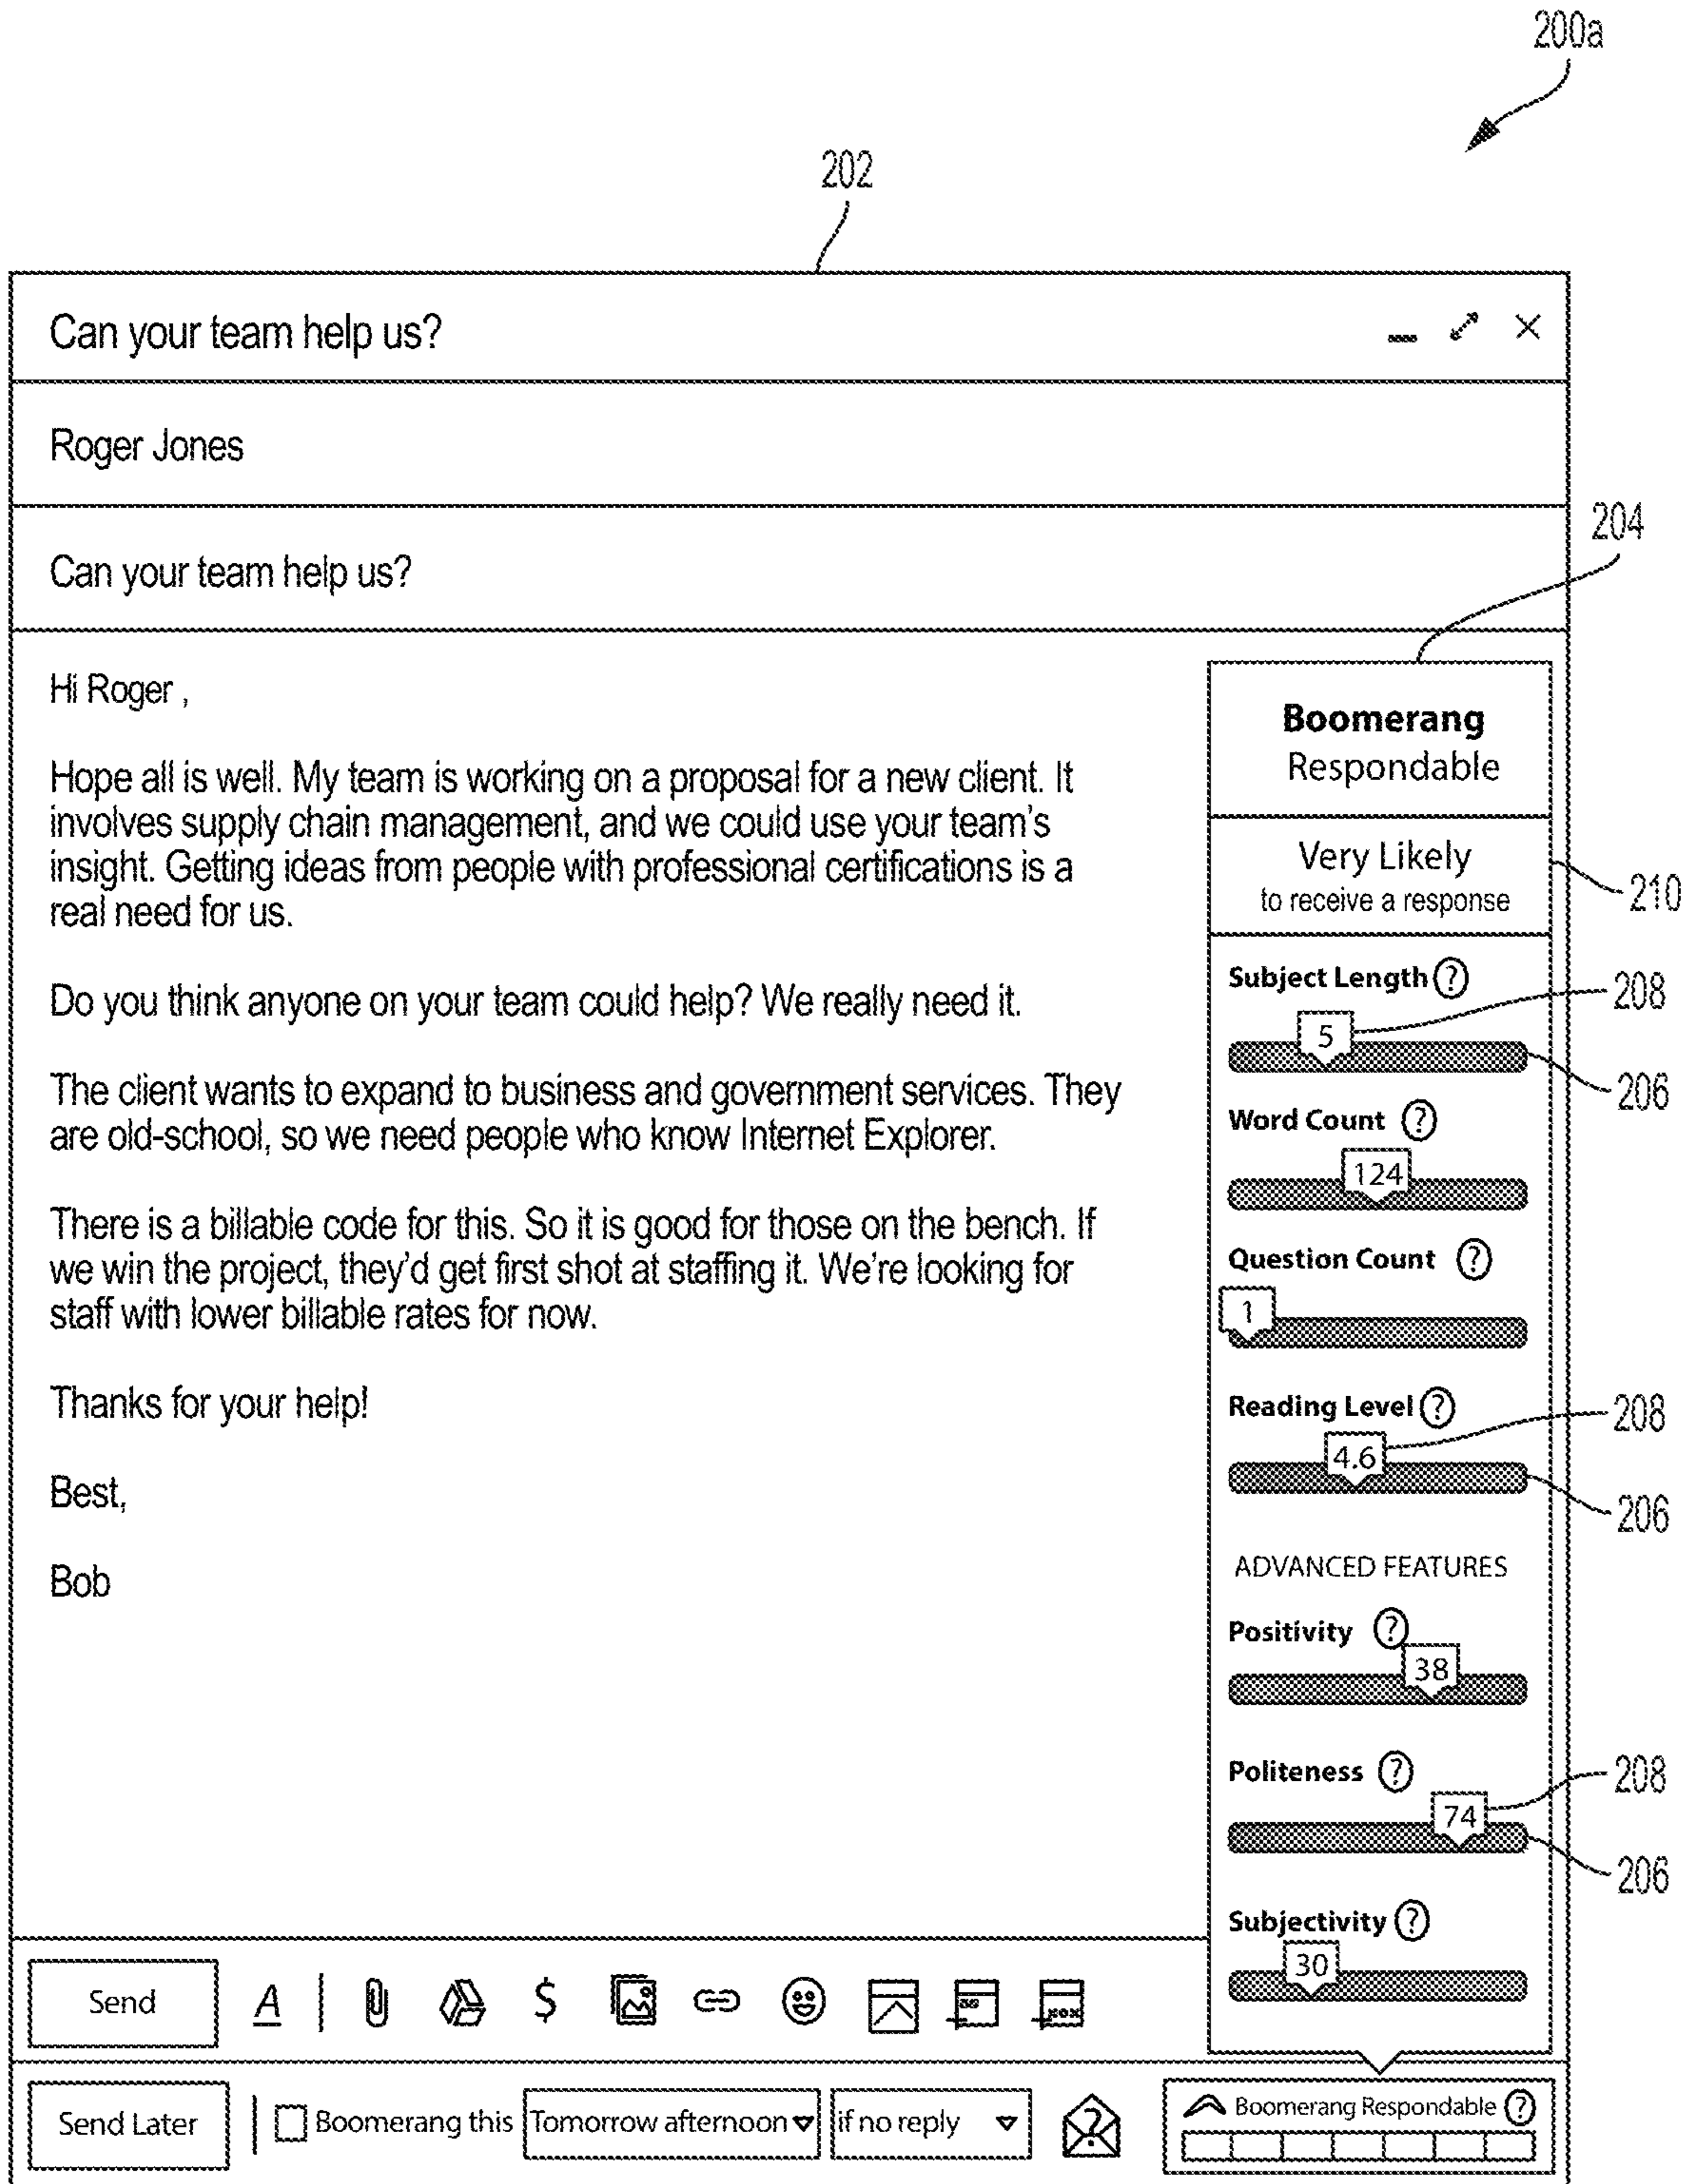 200a
202
Can your team help us?
Roger Jones
Can your team help us?
204
Hi Roger ,
Hope all is well. My team is working on a proposal for a new client. It
involves supply chain management, and we could use your team's
insight. Getting ideas from people with professional certifications is a
real need for us.
Do you think anyone on your team could help? We really need it.
The client wants to expand to business and government services. They
are old-school, so we need people who know Internet Explorer.
There is a billable code for this. So it is good for those on the bench. If
we win the project, they'd get first shot at staffing it. We're looking for
staff with lower billable rates for now.
Thanks for your help!
Best,
Bob
Boomerang
Respondable
Very Likely
to receive a response
210
Subject Length ?
208
5
206
Word Count ?
124
Question Count ?
1
Reading Level ?
208
4.6
206
ADVANCED FEATURES
Positivity ?
38
Politeness ?
208
74
206
Subjectivity ?
30
Send A $
Send Later Boomerang this Tomorrow afternoon if no reply ? Boomerang Respondable ?